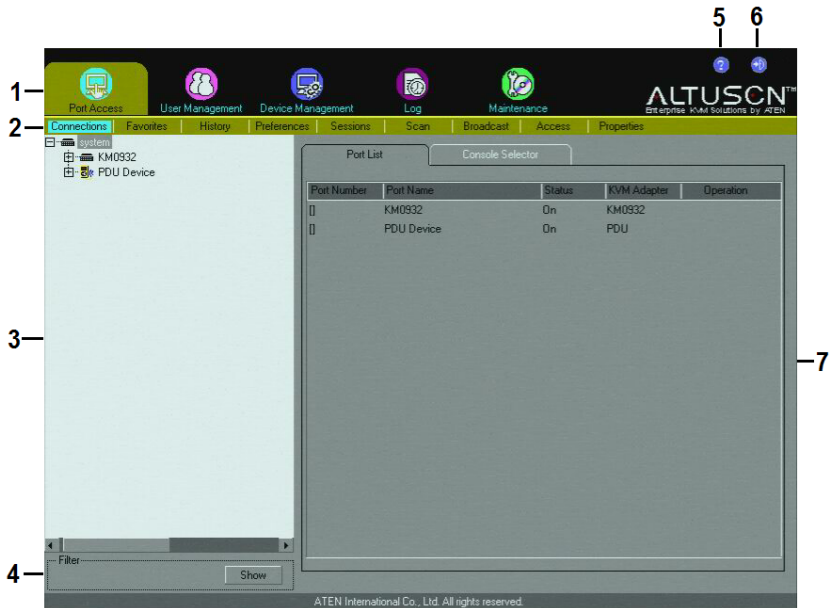 5 6
1
Port Access User Management Device Management Log Maintenance
ALTUSCN™
Enterprise KVM Solutions by ATEN
2
Connections Favorites History Preferences Sessions Scan Broadcast Access Properties
system
KM0932
PDU Device
Port List Console Selector
Port Number Port Name Status KVM Adapter Operation
[] KM0932 On KM0932
[] PDU Device On PDU
3
7
Filter
4
Show
ATEN International Co., Ltd. All rights reserved.